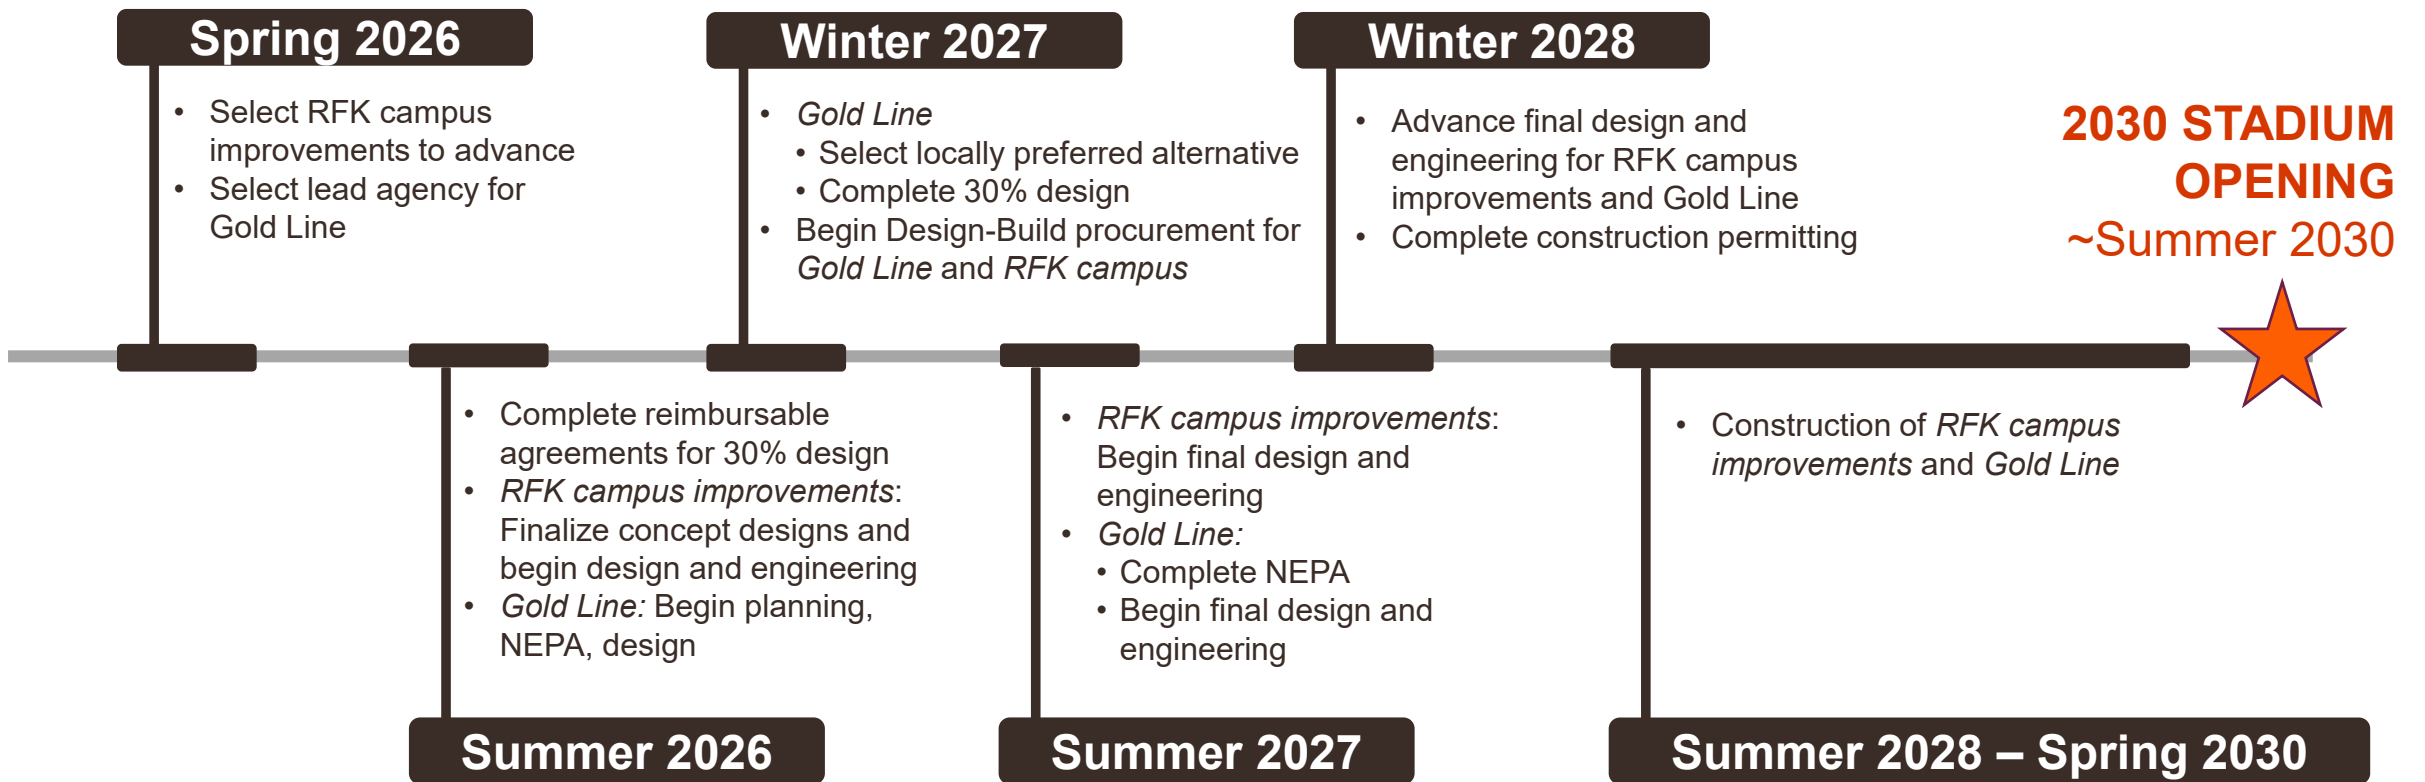 Spring 2026
• Select RFK campus
improvements to advance
• Select lead agency for
Gold Line
Complete reimbursable
agreements for 30% design
• RFK campus improvements:
Finalize concept designs and
begin design and engineering
• Gold Line: Begin planning,
NEPA, design
Summer 2026
Winter 2027
• Gold Line
• Select locally preferred alternative
• Complete 30% design
• Begin Design-Build procurement for
Gold Line and RFK campus
• RFK campus improvements:
Begin final design and
engineering
• Gold Line:
• Complete NEPA
• Begin final design and
engineering
Summer 2027
Winter 2028
• Advance final design and
engineering for RFK campus
improvements and Gold Line
• Complete construction permitting
• Construction of RFK campus
improvements and Gold Line
Summer 2028 – Spring 2030
2030 STADIUM
OPENING
~Summer 2030